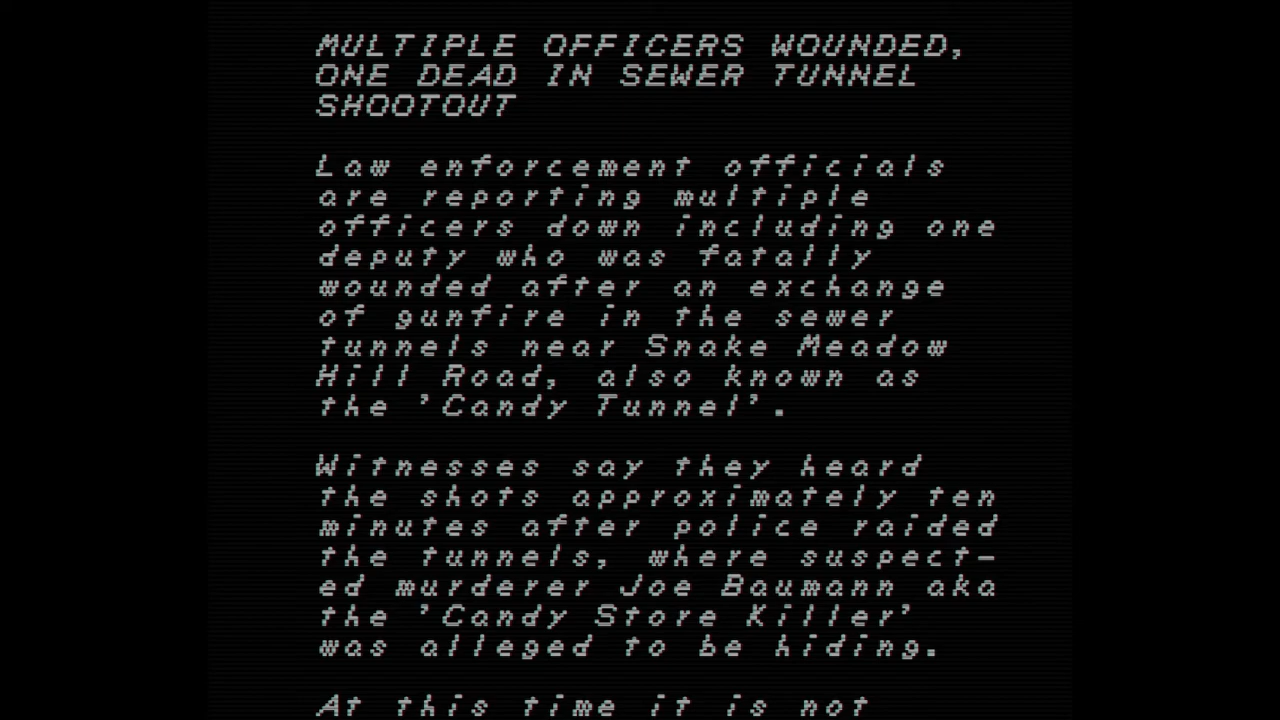 MULTIPLE OFFICERS WOUNDED,
ONE DEAD IN SEWER TUNNEL
SHOOTOUT
Law enforcement officials
are reporting multiple
officers down including one
deputy who was fatally
wounded after an exchange
of gunfire in the sewer
tunnels near Snake Meadow
Hill Road, also known as
the 'Candy Tunnel'.
Witnesses say they heard
the shots approximately ten
minutes after police raided
the tunnels, where suspect-
ed murderer Joe Baumann aka
the 'Candy Store Killer'
was alleged to be hiding.
At this time it is not